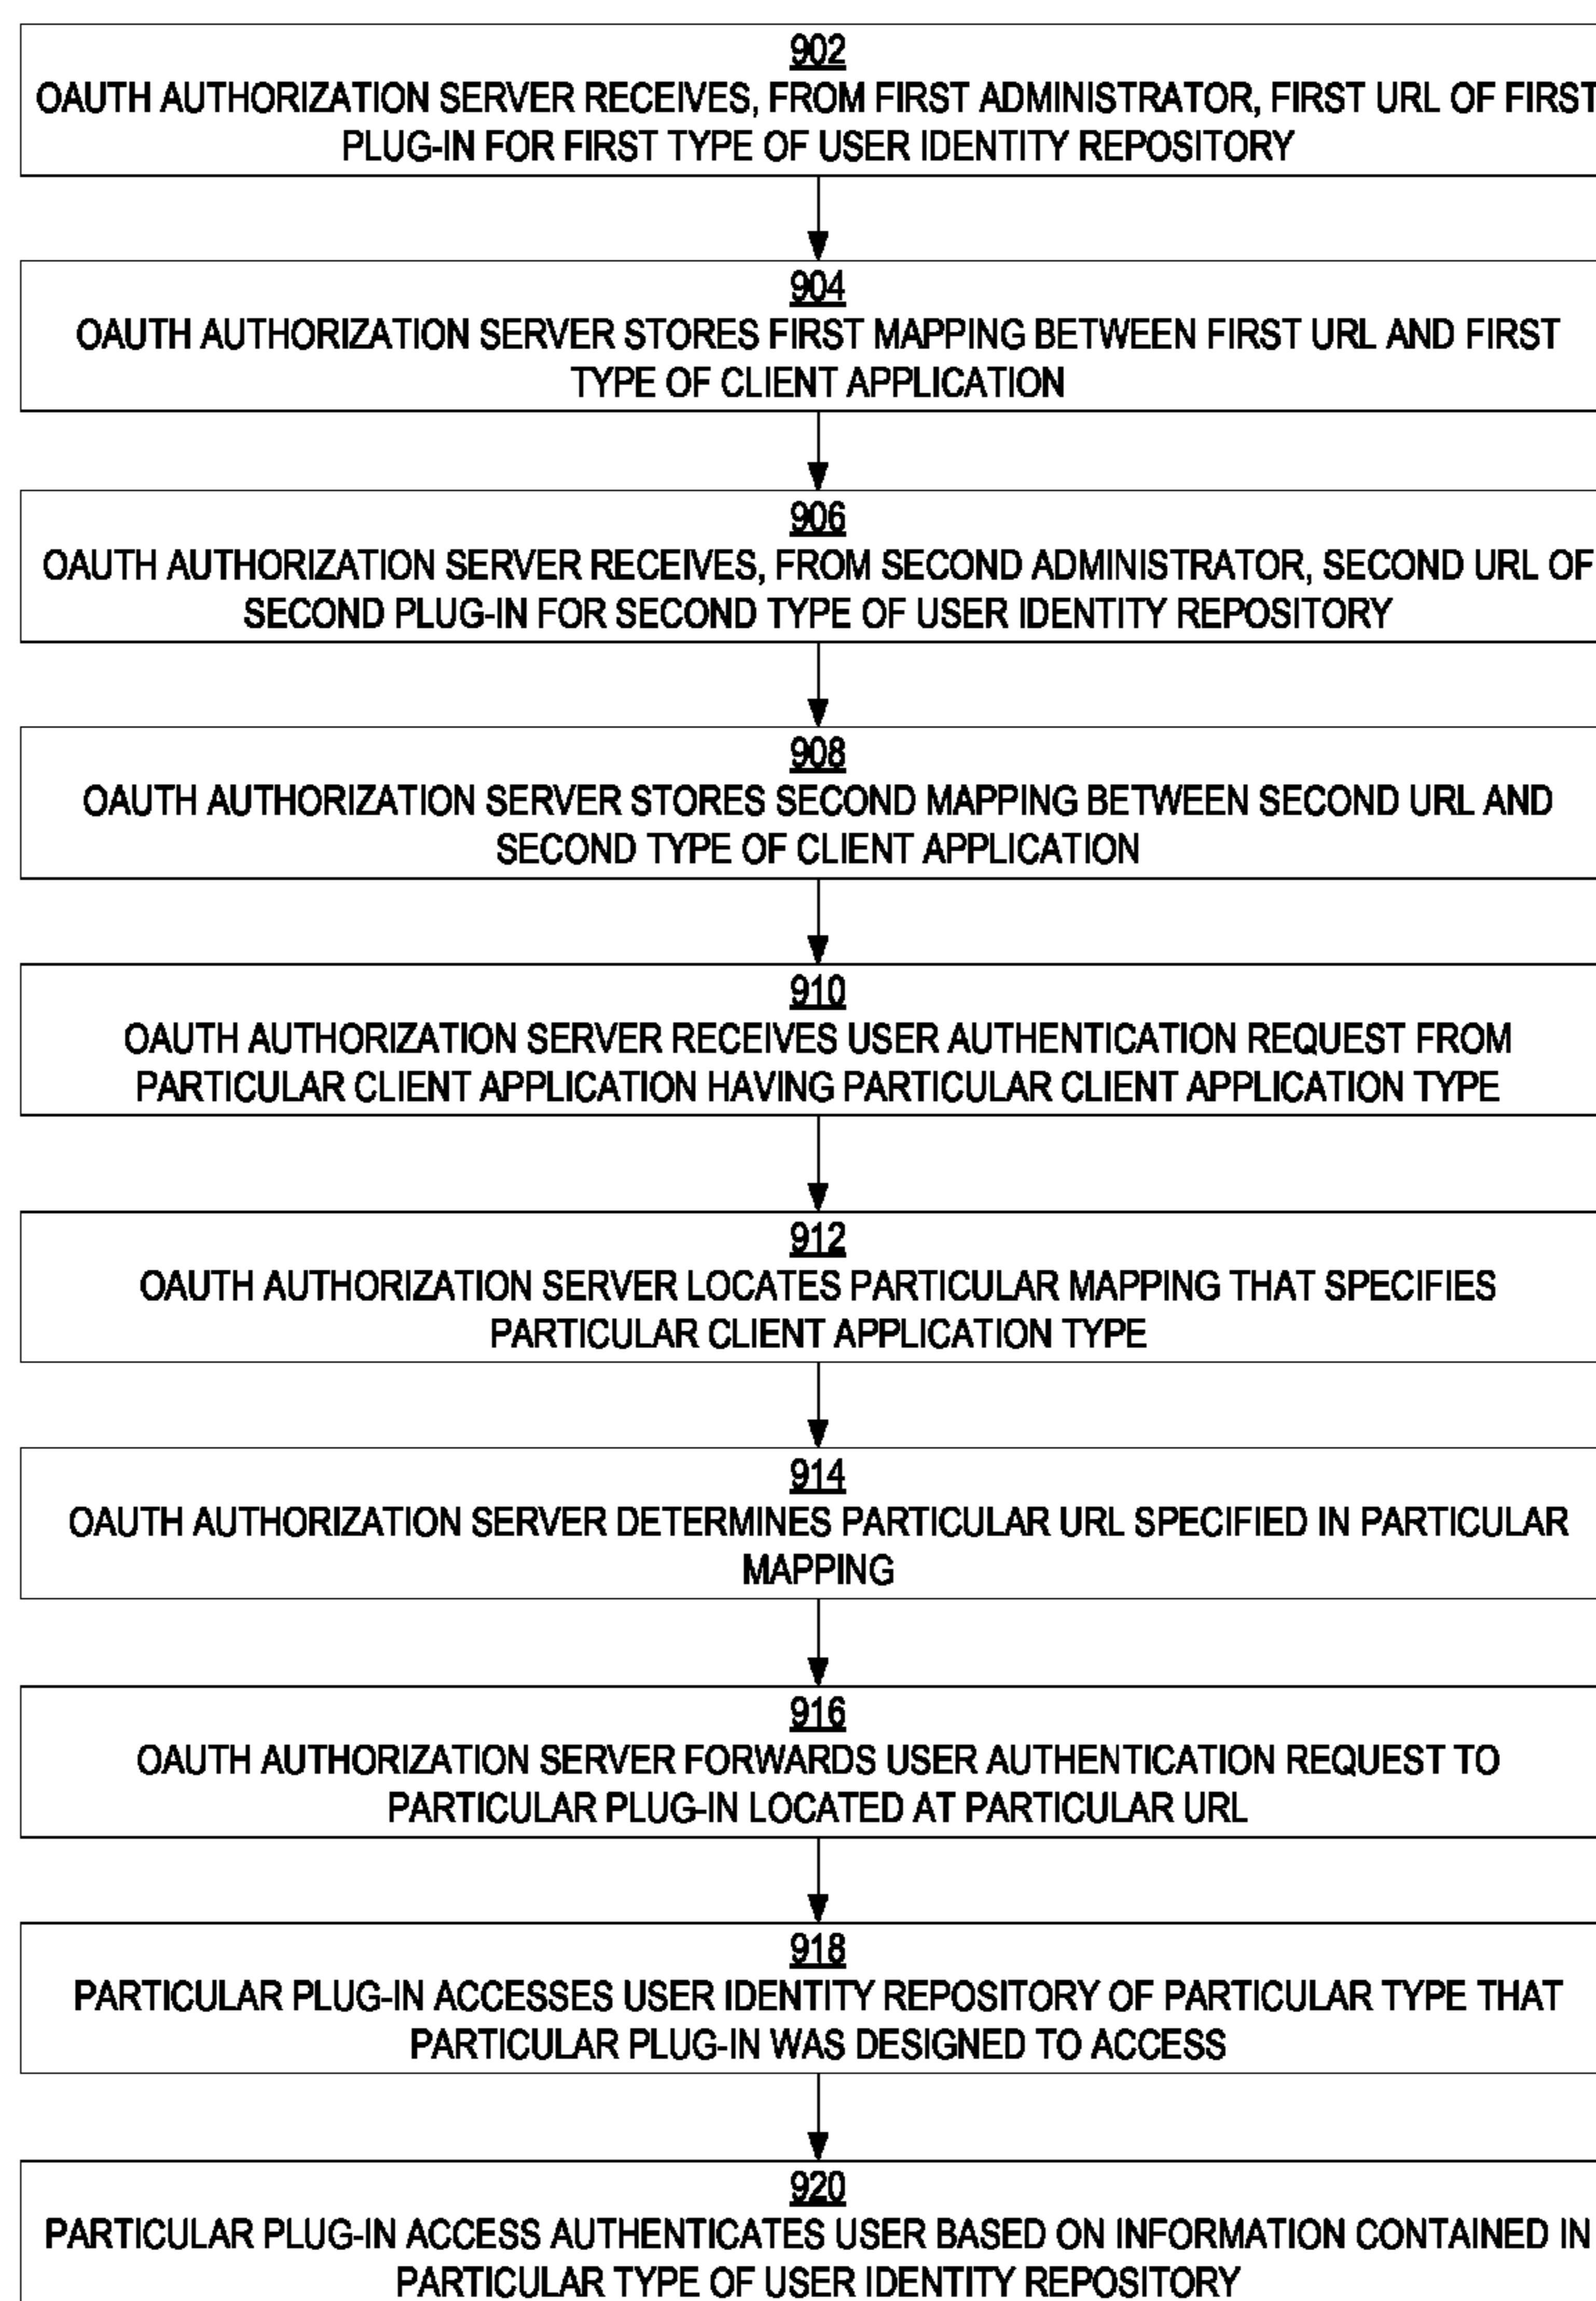 902
OAUTH AUTHORIZATION SERVER RECEIVES, FROM FIRST ADMINISTRATOR, FIRST URL OF FIRST
PLUG-IN FOR FIRST TYPE OF USER IDENTITY REPOSITORY
904
OAUTH AUTHORIZATION SERVER STORES FIRST MAPPING BETWEEN FIRST URL AND FIRST
TYPE OF CLIENT APPLICATION
906
OAUTH AUTHORIZATION SERVER RECEIVES, FROM SECOND ADMINISTRATOR, SECOND URL OF
SECOND PLUG-IN FOR SECOND TYPE OF USER IDENTITY REPOSITORY
908
OAUTH AUTHORIZATION SERVER STORES SECOND MAPPING BETWEEN SECOND URL AND
SECOND TYPE OF CLIENT APPLICATION
910
OAUTH AUTHORIZATION SERVER RECEIVES USER AUTHENTICATION REQUEST FROM
PARTICULAR CLIENT APPLICATION HAVING PARTICULAR CLIENT APPLICATION TYPE
912
OAUTH AUTHORIZATION SERVER LOCATES PARTICULAR MAPPING THAT SPECIFIES
PARTICULAR CLIENT APPLICATION TYPE
914
OAUTH AUTHORIZATION SERVER DETERMINES PARTICULAR URL SPECIFIED IN PARTICULAR
MAPPING
916
OAUTH AUTHORIZATION SERVER FORWARDS USER AUTHENTICATION REQUEST TO
PARTICULAR PLUG-IN LOCATED AT PARTICULAR URL
918
PARTICULAR PLUG-IN ACCESSES USER IDENTITY REPOSITORY OF PARTICULAR TYPE THAT
PARTICULAR PLUG-IN WAS DESIGNED TO ACCESS
920
PARTICULAR PLUG-IN ACCESS AUTHENTICATES USER BASED ON INFORMATION CONTAINED IN
PARTICULAR TYPE OF USER IDENTITY REPOSITORY